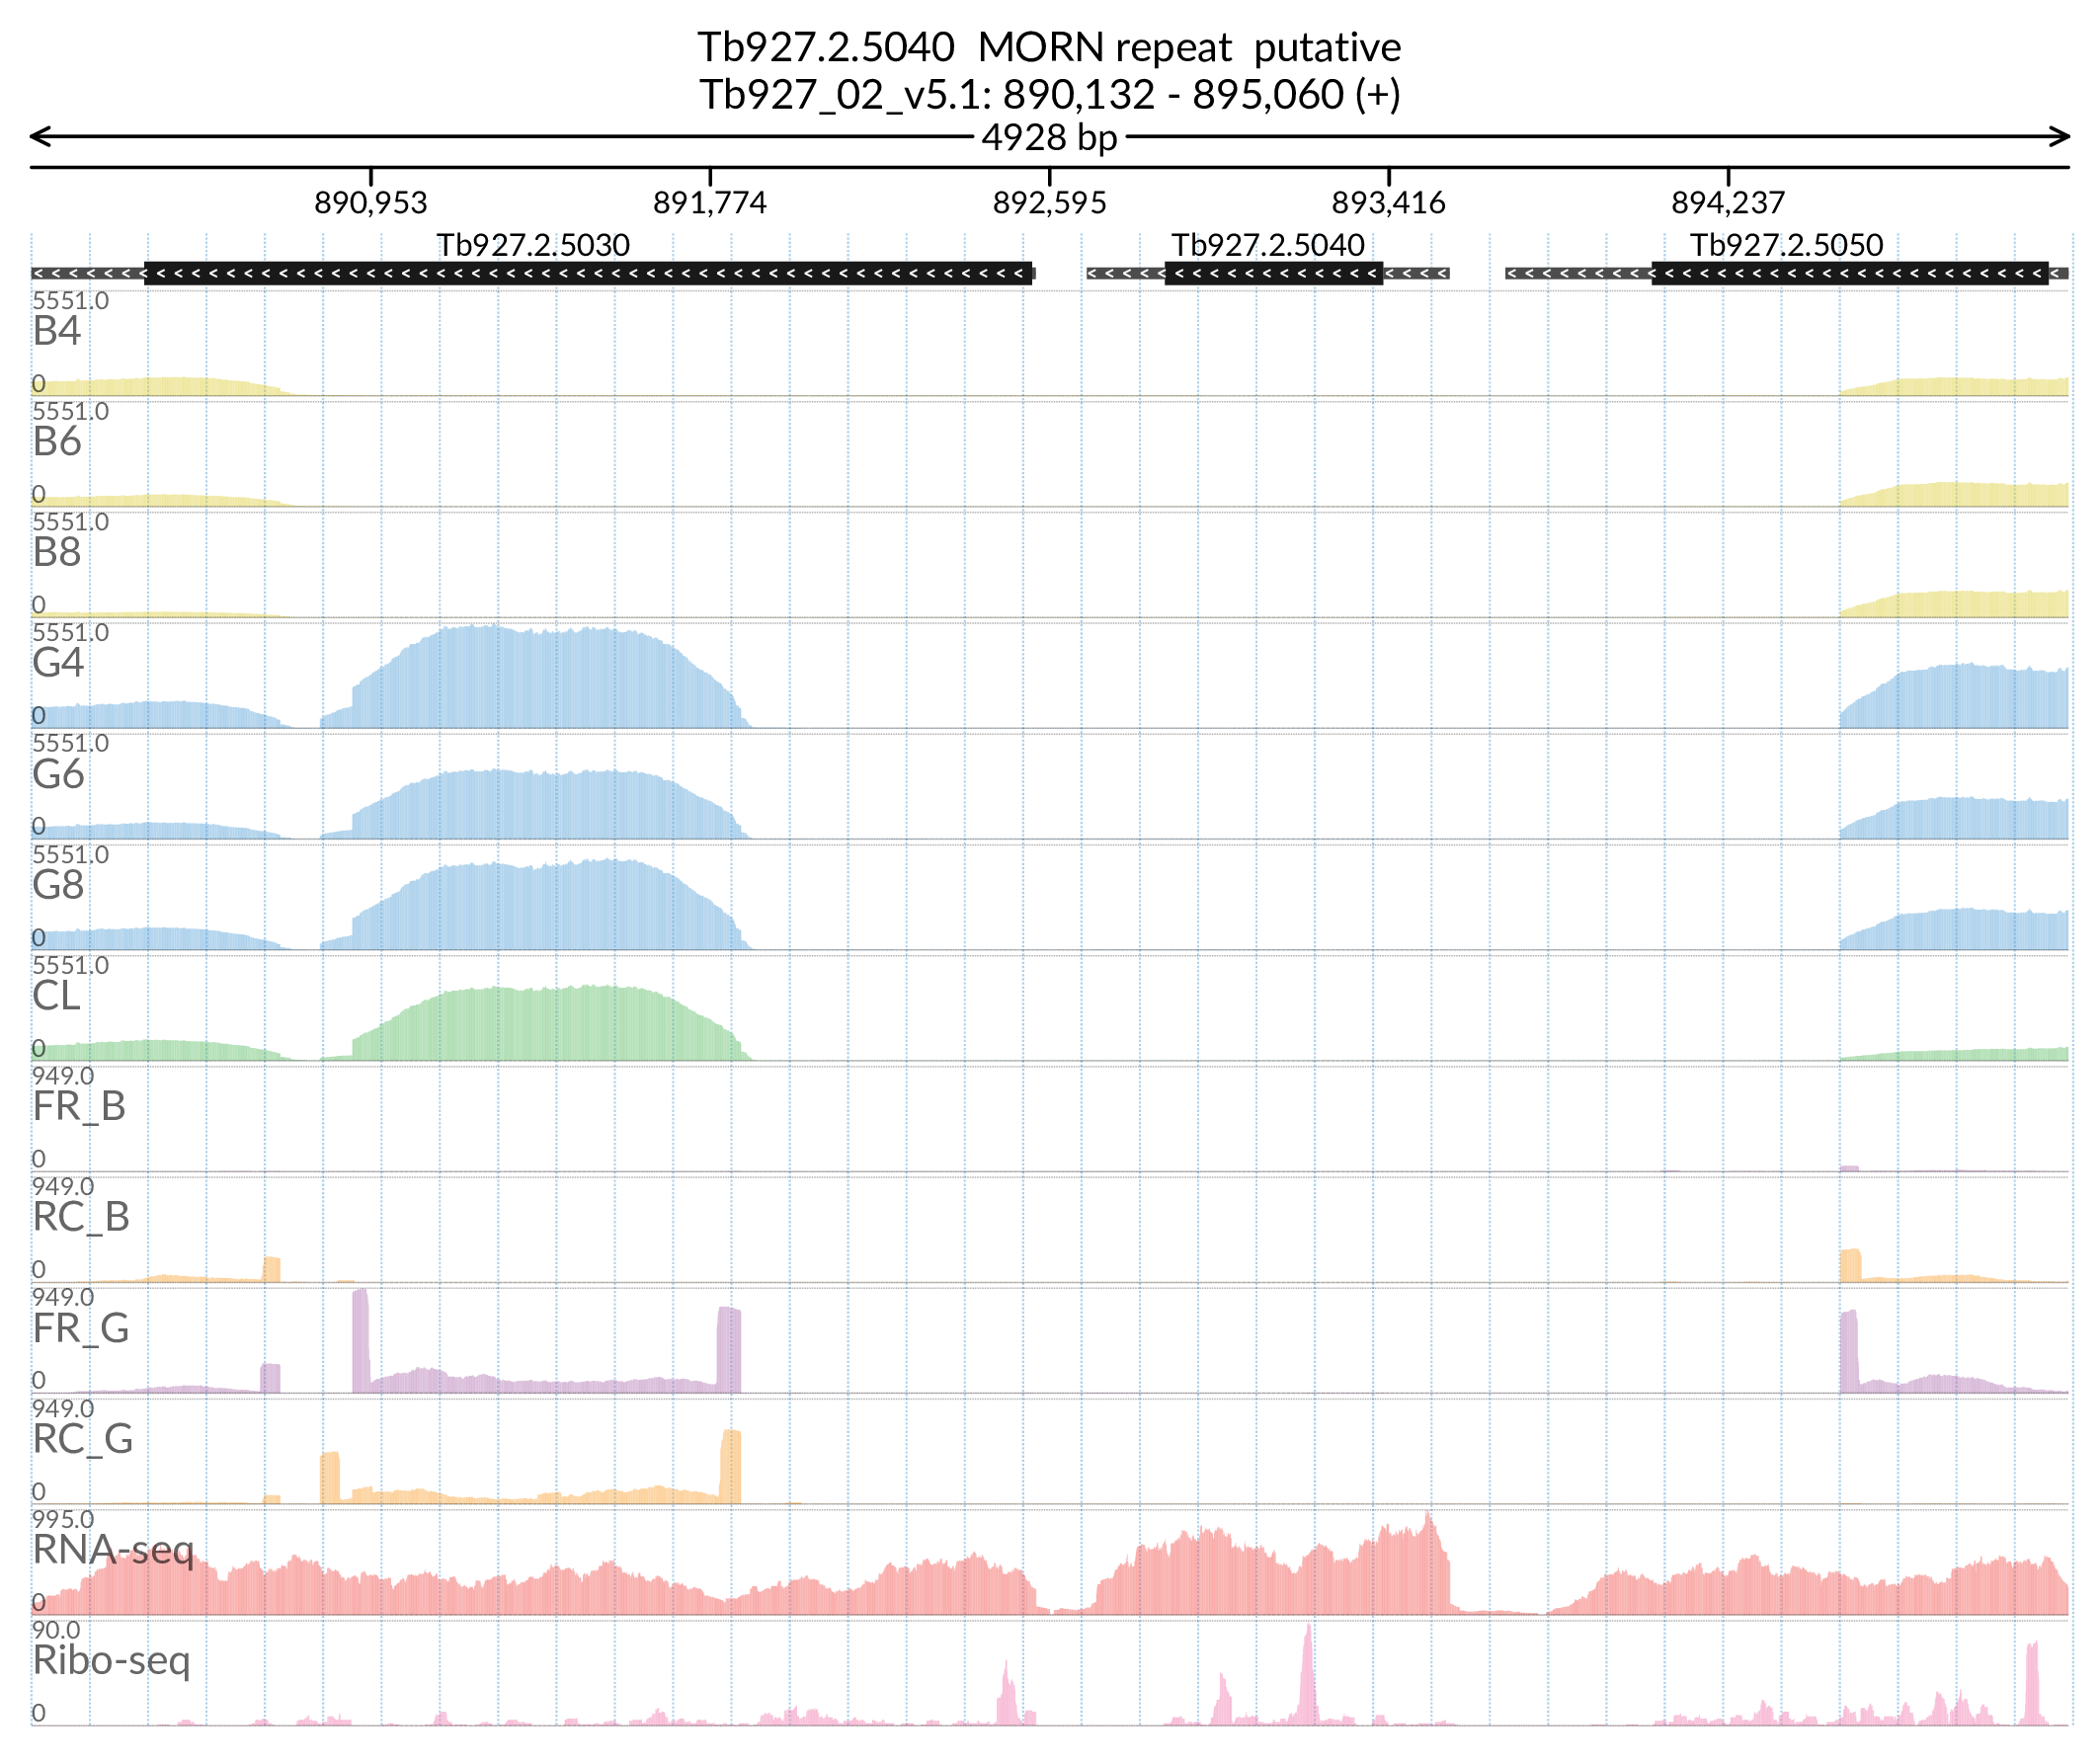 Tb927.2.5040  MORN repeat  putative
Tb927_02_v5.1: 890,132 - 895,060 (+)
4928 bp
890,953 891,774 892,595 893,416 894,237
Tb927.2.5030 Tb927.2.5040 Tb927.2.5050
5551.0
B4
0
5551.0
B6
0
5551.0
B8
0
5551.0
G4
0
5551.0
G6
0
5551.0
G8
0
5551.0
CL
0
949.0
FR_B
0
949.0
RC_B
0
949.0
FR_G
0
949.0
RC_G
0
995.0
RNA-seq
0
90.0
Ribo-seq
0